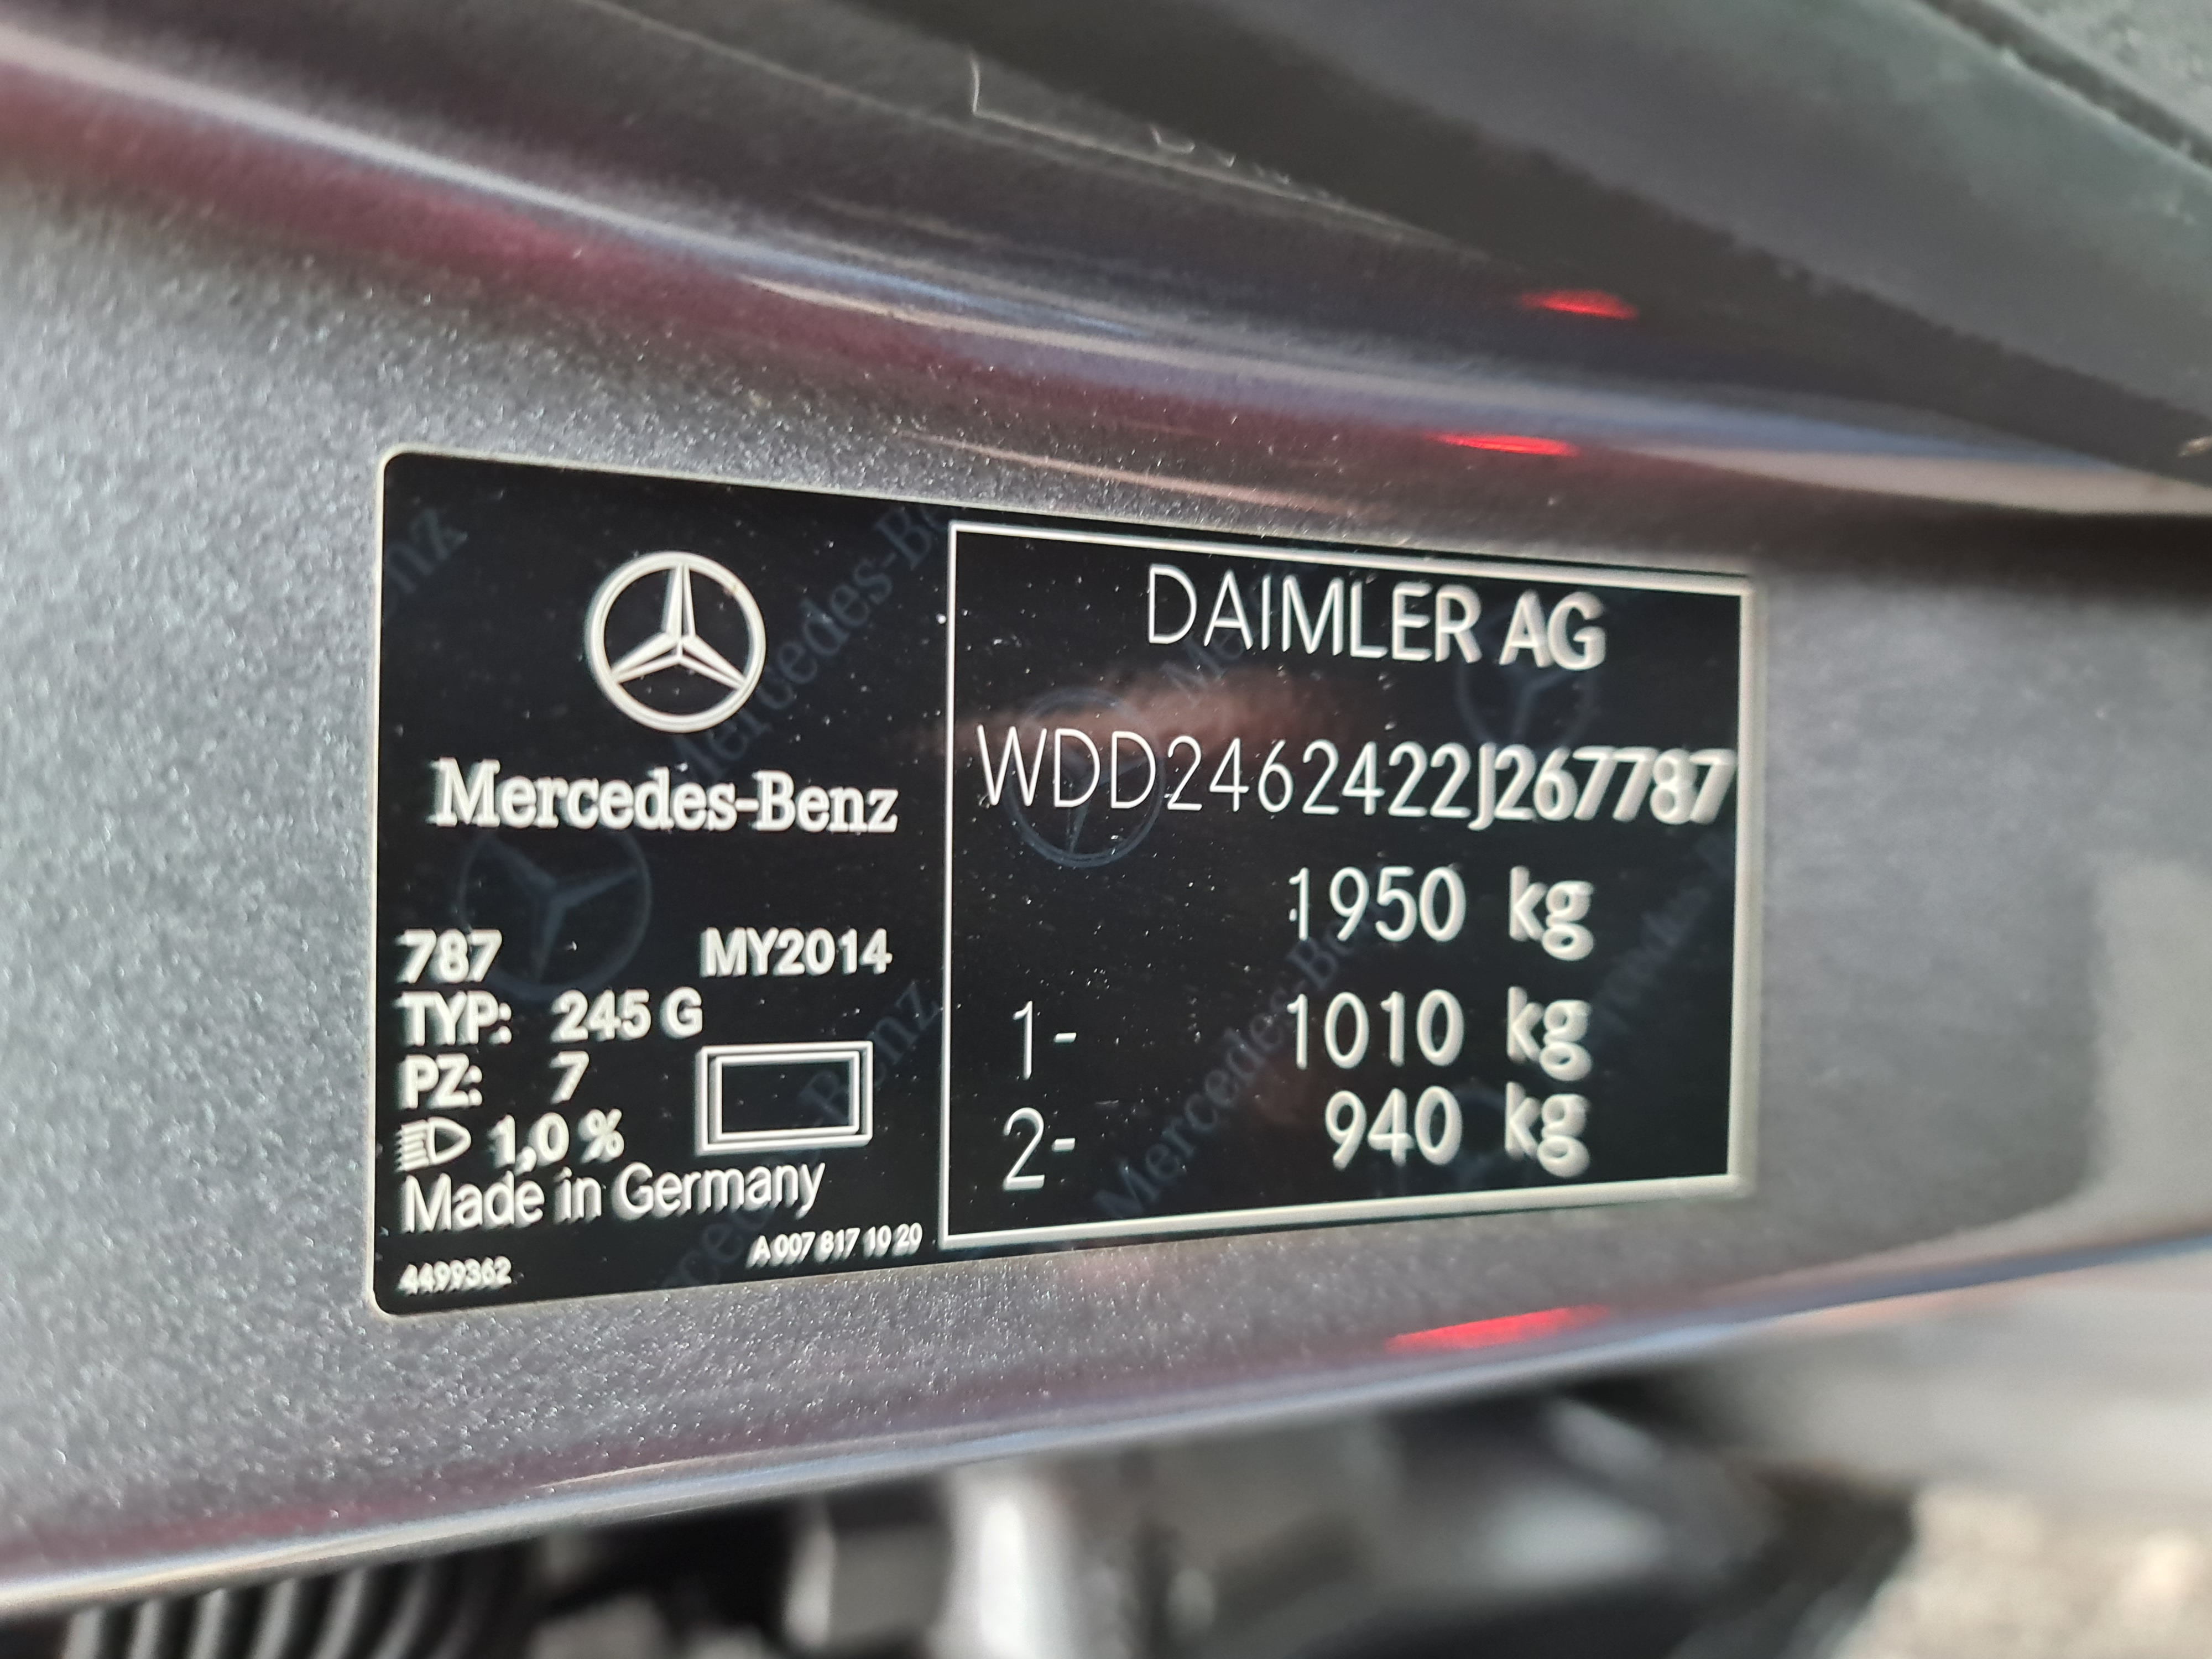 Mercedes-Benz
787 MY2014
TYP: 245 G
PZ: 7
1,0 %
Made in Germany
4499362 A 007 817 10 20
DAIMLER AG
WDD2462422J267787
1950 kg
1- 1010 kg
2- 940 kg